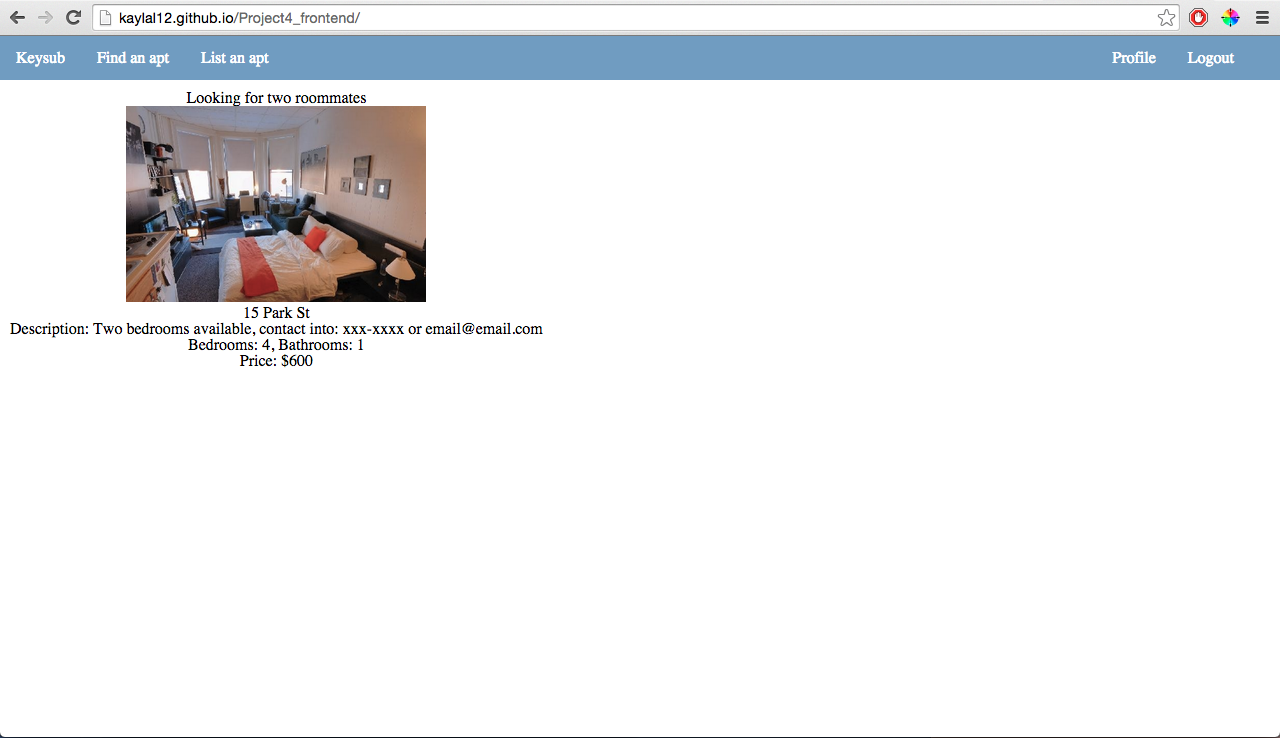 kaylal12.github.io/Project4_frontend/
Keysub Find an apt List an apt Profile Logout
Looking for two roommates
15 Park St
Description: Two bedrooms available, contact into: xxx-xxxx or email@email.com
Bedrooms: 4, Bathrooms: 1
Price: $600